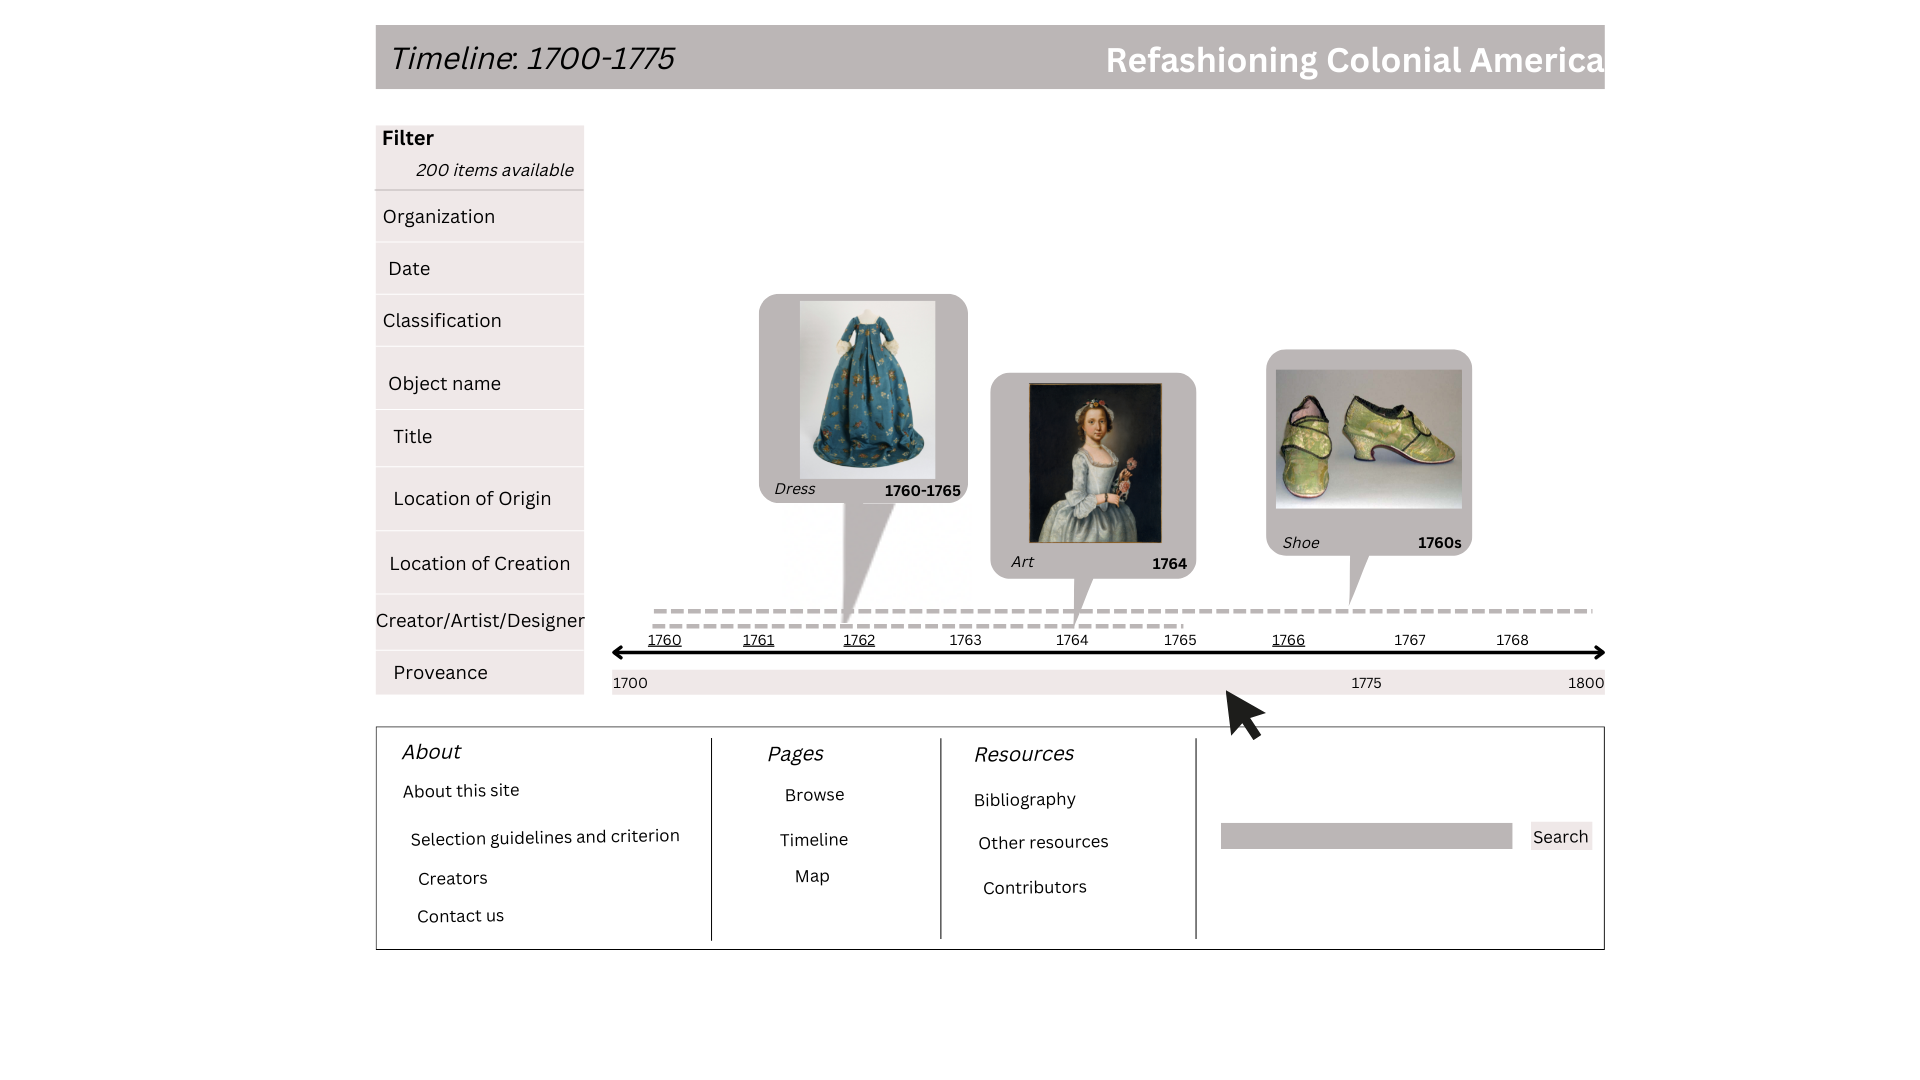 Timeline: 1700-1775
Refashioning Colonial America
Filter
200 items available
Organization
Date
Classification
Object name
Title
Location of Origin
Location of Creation
Creator/Artist/Designer
Proveance
Dress 1760-1765
Art 1764
Shoe 1760s
1760 1761 1762 1763 1764 1765 1766 1767 1768
1700 1775 1800
About
About this site
Selection guidelines and criterion
Creators
Contact us
Pages
Browse
Timeline
Map
Resources
Bibliography
Other resources
Contributors
Search